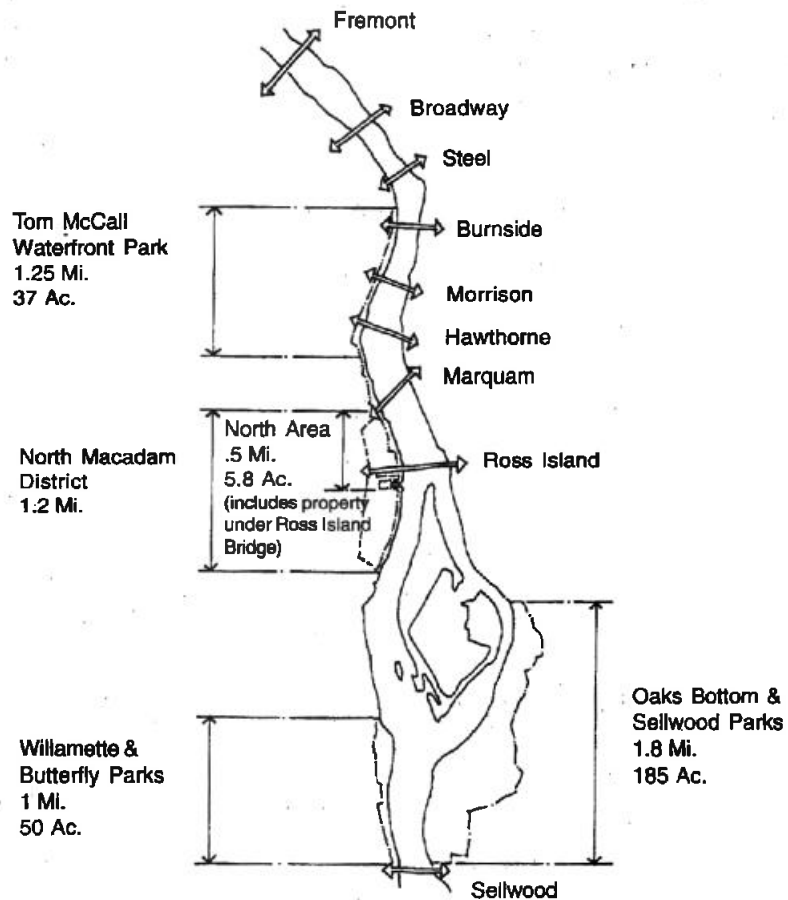 Fremont
Broadway
Steel
Tom McCall
Waterfront Park
1.25 Mi.
37 Ac.
Burnside
Morrison
Hawthorne
Marquam
North Macadam
District
1.2 Mi.
North Area
.5 Mi.
5.8 Ac.
(includes property
under Ross Island
Bridge)
Ross Island
Oaks Bottom &
Sellwood Parks
1.8 Mi.
185 Ac.
Willamette &
Butterfly Parks
1 Mi.
50 Ac.
Sellwood